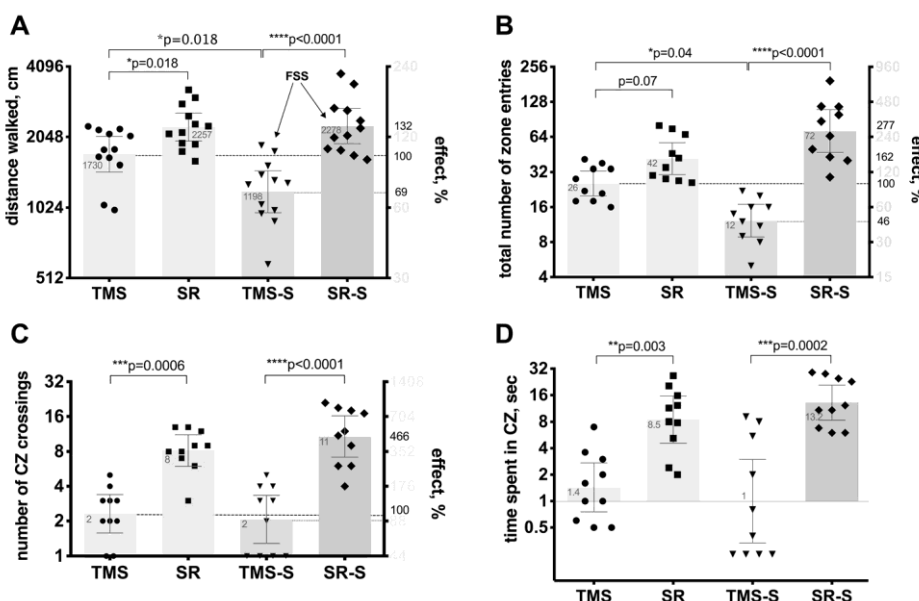 A
*p=0.018
****p<0.0001
*p=0.018
FSS
distance walked, cm
4096
2048
1024
512
1730
2257
1198
2278
240
132
120
100
69
60
30
effect, %
TMS SR TMS-S SR-S
B
*p=0.04
****p<0.0001
p=0.07
total number of zone entries
256
128
64
32
16
8
4
26
42
12
72
960
480
277
240
162
120
100
60
46
30
15
effect, %
TMS SR TMS-S SR-S
C
***p=0.0006
****p<0.0001
number of CZ crossings
32
16
8
4
2
1
2
8
2
11
1408
704
466
352
176
100
88
44
effect, %
TMS SR TMS-S SR-S
D
**p=0.003
***p=0.0002
time spent in CZ, sec
32
16
8
4
2
1
0.5
1.4
8.5
1
13.2
TMS SR TMS-S SR-S